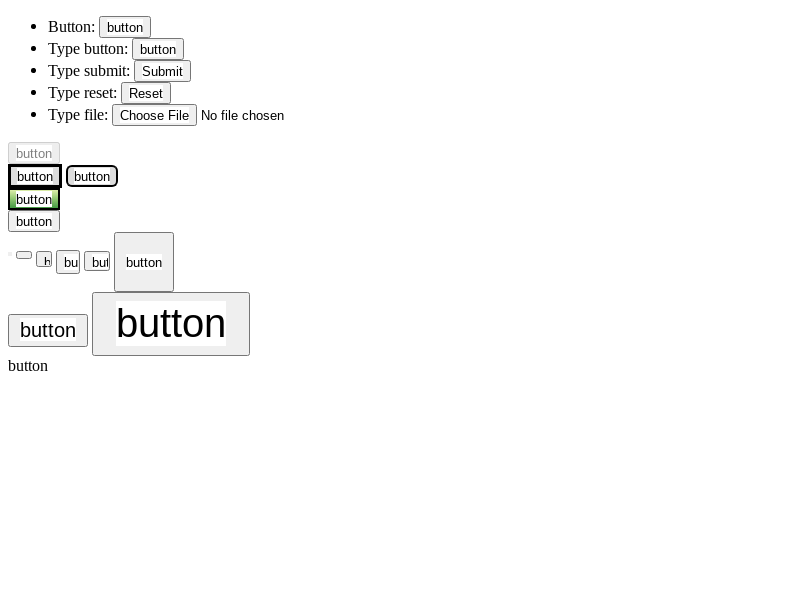 Button: button
Type button: button
Type submit: Submit
Type reset: Reset
Type file: Choose File No file chosen
button
button button
button
button
b bu but button
button button
button